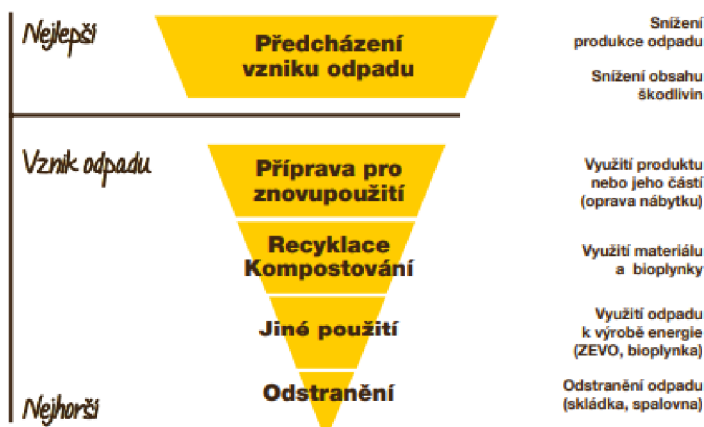 Nejlepší
Předcházení
vzniku odpadu
Snížení
produkce odpadu
Snížení obsahu
škodlivin
Vznik odpadu
Příprava pro
znovupoužití
Využití produktu
nebo jeho částí
(oprava nábytku)
Recyklace
Kompostování
Využití materiálu
a bioplynky
Jiné použití
Využití odpadu
k výrobě energie
(ZEVO, bioplynka)
Nejhorší
Odstranění
Odstranění odpadu
(skládka, spalovna)